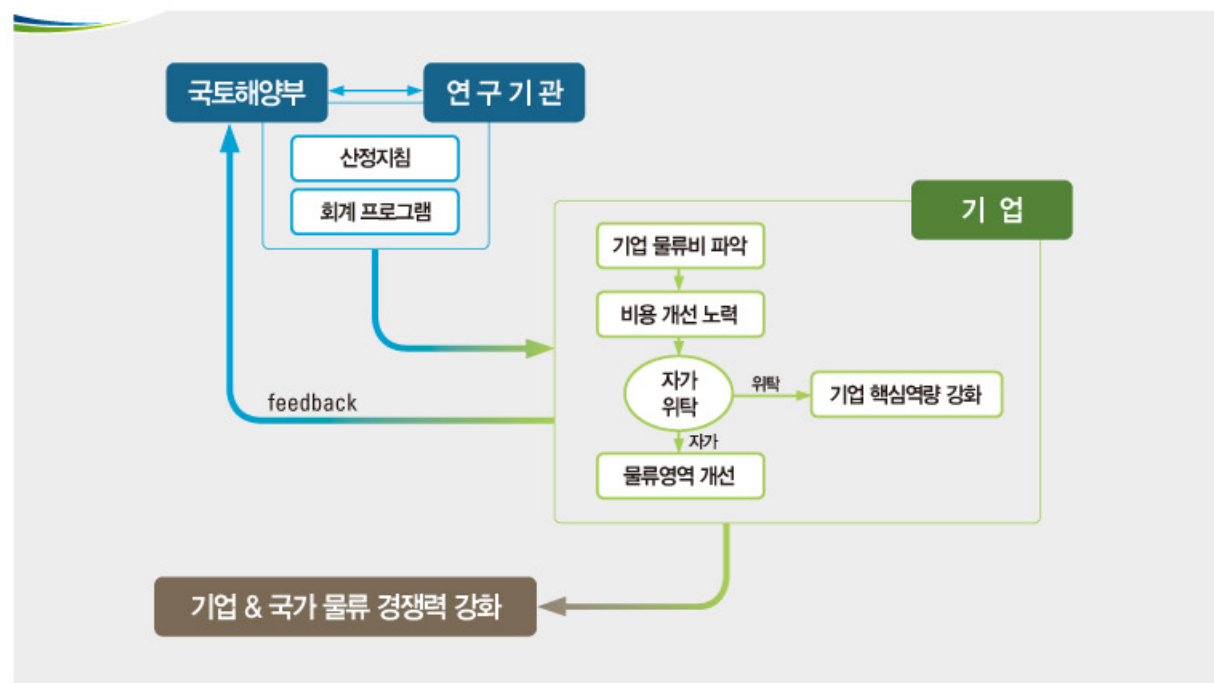 국토해양부
연구기관
산정지침
회계 프로그램
기 업
기업 물류비 파악
비용 개선 노력
자가
위탁
위탁
기업 핵심역량 강화
자가
물류영역 개선
feedback
기업 & 국가 물류 경쟁력 강화